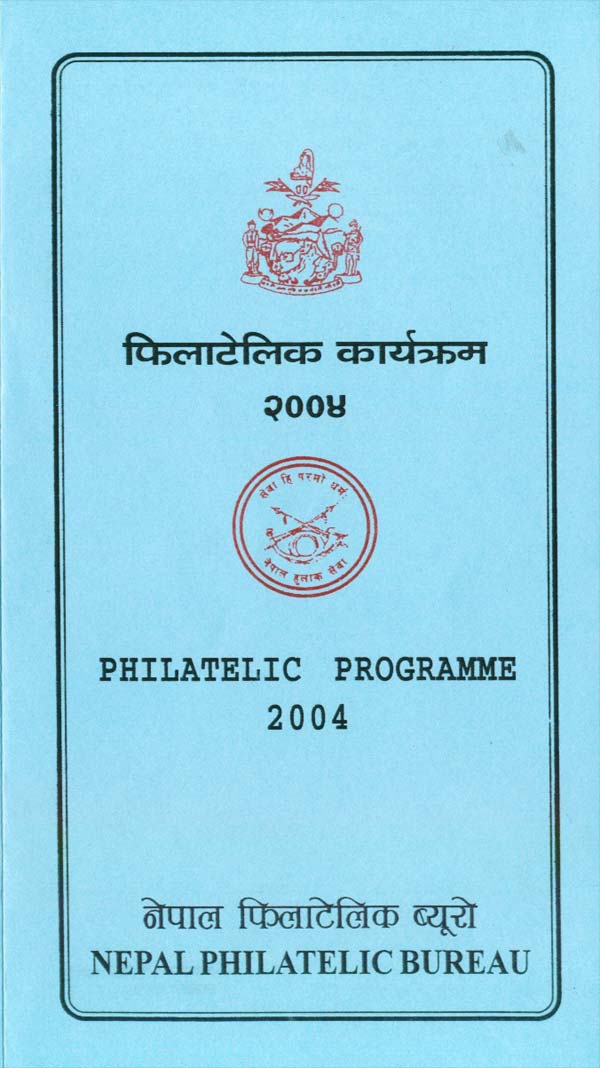 फिलाटेलिक कार्यक्रम
२००४
सेवा हि परमो धर्मः
नेपाल हुलाक सेवा
PHILATELIC PROGRAMME
2004
नेपाल फिलाटेलिक ब्यूरो
NEPAL PHILATELIC BUREAU